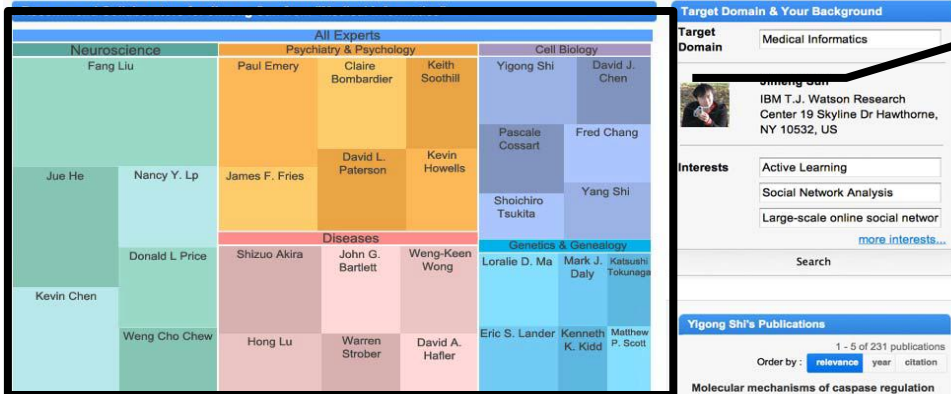 All Experts
Neuroscience
Psychiatry & Psychology
Cell Biology
Fang Liu
Paul Emery
Claire
Bombardier
Keith
Soothill
Yigong Shi
David J.
Chen
Pascale
Cossart
Fred Chang
Jue He
Nancy Y. Lp
James F. Fries
David L.
Paterson
Kevin
Howells
Shoichiro
Tsukita
Yang Shi
Diseases
Genetics & Genealogy
Donald L Price
Shizuo Akira
John G.
Bartlett
Weng-Keen
Wong
Loralie D. Ma
Mark J.
Daly
Katsushi
Tokunaga
Kevin Chen
Weng Cho Chew
Hong Lu
Warren
Strober
David A.
Hafler
Eric S. Lander
Kenneth
K. Kidd
Matthew
P. Scott
Target Domain & Your Background
Target
Domain
Medical Informatics
IBM T.J. Watson Research
Center 19 Skyline Dr Hawthorne,
NY 10532, US
Interests
Active Learning
Social Network Analysis
Large-scale online social networ
more interests...
Search
Yigong Shi's Publications
1 - 5 of 231 publications
Order by : relevance year citation
Molecular mechanisms of caspase regulation